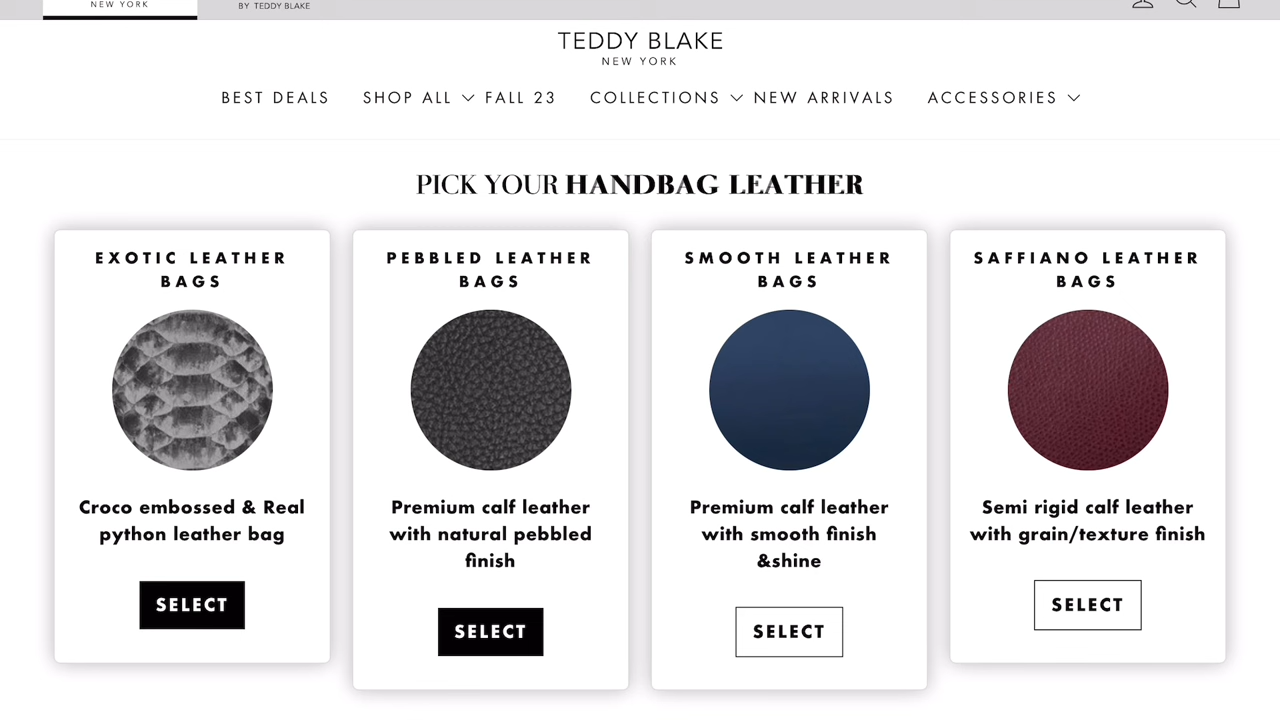 NEW YORK
BY TEDDY BLAKE
TEDDY BLAKE
NEW YORK
BEST DEALS SHOP ALL FALL 23 COLLECTIONS NEW ARRIVALS ACCESSORIES
PICK YOUR HANDBAG LEATHER
EXOTIC LEATHER
BAGS
Croco embossed & Real
python leather bag
SELECT
PEBBLED LEATHER
BAGS
Premium calf leather
with natural pebbled
finish
SELECT
SMOOTH LEATHER
BAGS
Premium calf leather
with smooth finish
&shine
SELECT
SAFFIANO LEATHER
BAGS
Semi rigid calf leather
with grain/texture finish
SELECT